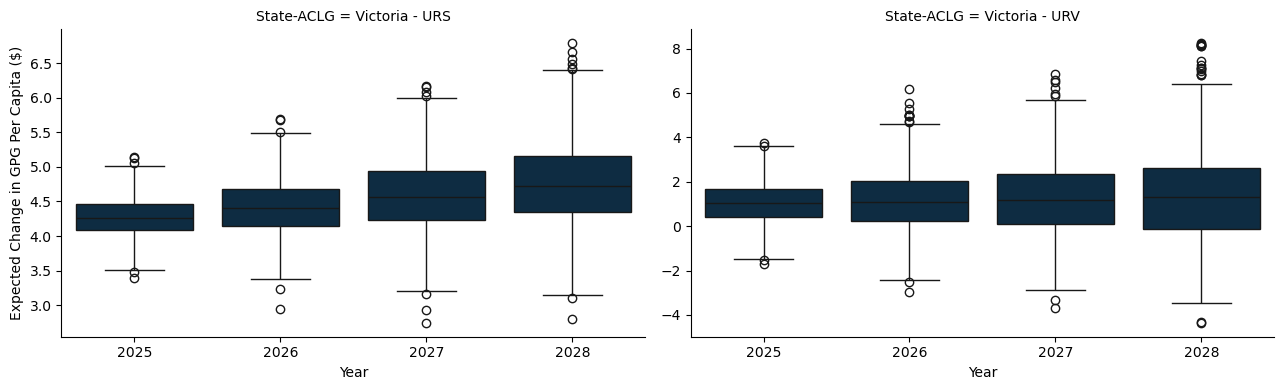 State-ACLG = Victoria - URS
State-ACLG = Victoria - URV
Expected Change in GPG Per Capita ($)
6.5
6.0
5.5
5.0
4.5
4.0
3.5
3.0
2025 2026 2027 2028
Year
8
6
4
2
0
−2
−4
2025 2026 2027 2028
Year